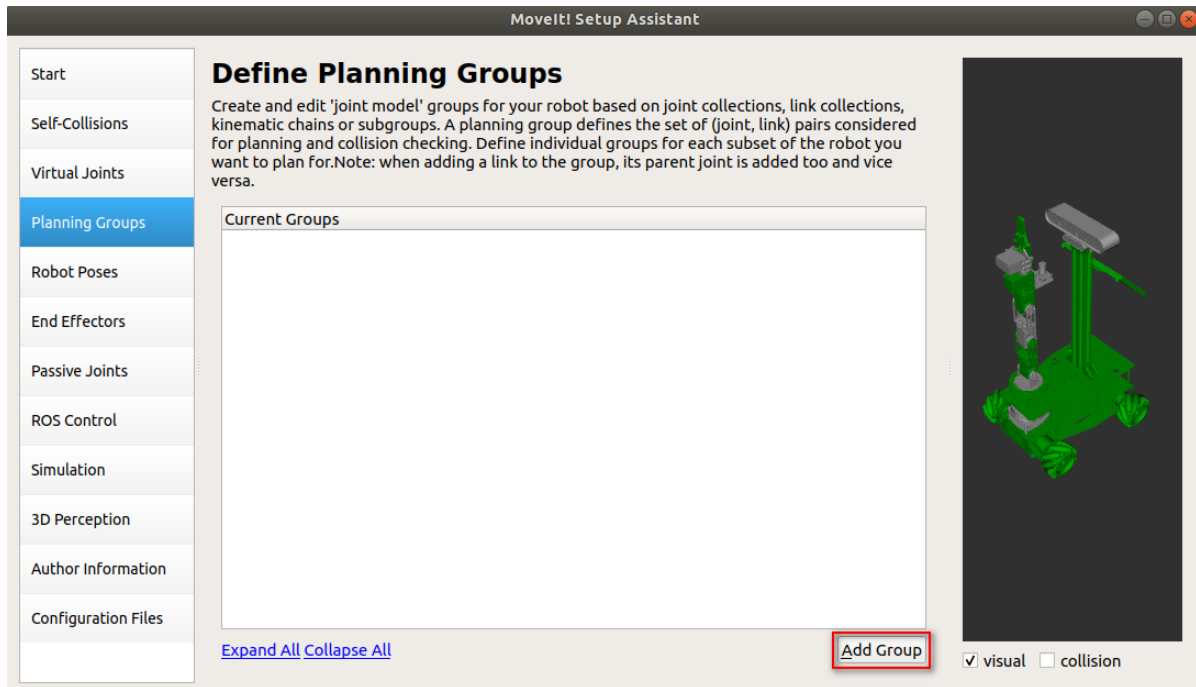 MoveIt! Setup Assistant
Start
Self-Collisions
Virtual Joints
Planning Groups
Robot Poses
End Effectors
Passive Joints
ROS Control
Simulation
3D Perception
Author Information
Configuration Files
Define Planning Groups
Create and edit 'joint model' groups for your robot based on joint collections, link collections,
kinematic chains or subgroups. A planning group defines the set of (joint, link) pairs considered
for planning and collision checking. Define individual groups for each subset of the robot you
want to plan for.Note: when adding a link to the group, its parent joint is added too and vice
versa.
Current Groups
Expand All Collapse All
Add Group
visual collision